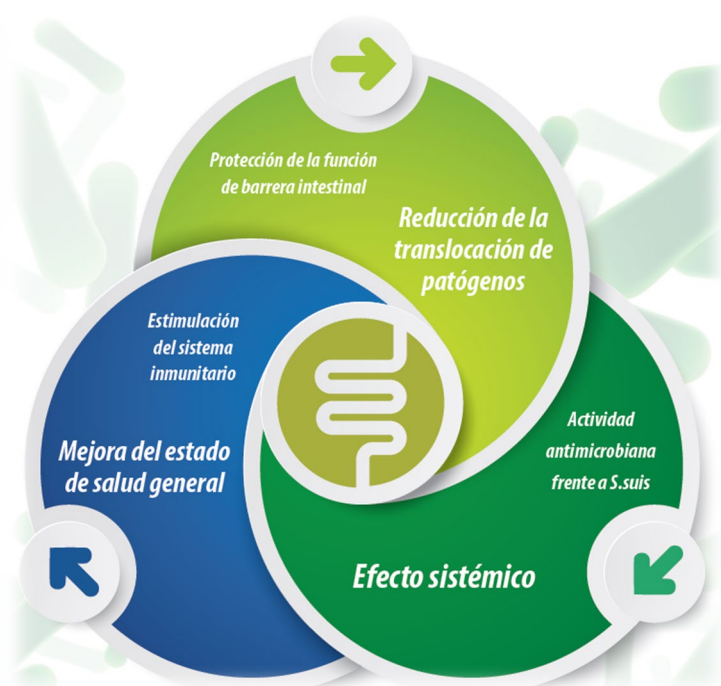 Protección de la función
de barrera intestinal
Reducción de la
translocación de
patógenos
Estimulación
del sistema
inmunitario
Mejora del estado
de salud general
Actividad
antimicrobiana
frente a S.suis
Efecto sistémico